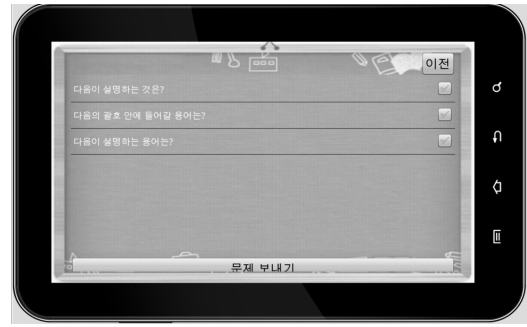 이전
다음이 설명하는 것은?
다음의 괄호 안에 들어갈 용어는?
다음이 설명하는 용어는?
문제 보내기